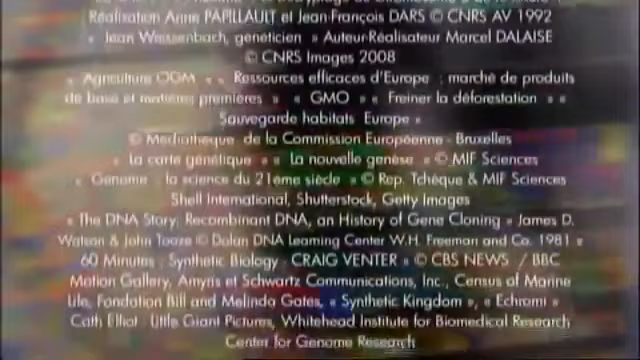 Réalisation Anne PAPILLAULT et Jean-François DARS © CNRS AV 1992
« Jean Weissenbach, généticien » Auteur-Réalisateur Marcel DALAISE
© CNRS Images 2008
« Agriculture OGM » « Ressources efficaces d'Europe : marché de produits
de base et matières premières » « GMO » « Freiner la déforestation » «
Sauvegarde habitats Europe »
© Médiathèque de la Commission Européenne - Bruxelles
« La carte génétique » « La nouvelle genèse » © MIF Sciences
« Génome : la science du 21ème siècle » © Rep. Tchèque & MIF Sciences
Shell International, Shutterstock, Getty Images
« The DNA Story: Recombinant DNA, an History of Gene Cloning » James D.
Watson & John Tooze © Dolan DNA Learning Center W.H. Freeman and Co. 1981 «
60 Minutes : Synthetic Biology - CRAIG VENTER » © CBS NEWS / BBC
Motion Gallery, Amyris et Schwartz Communications, Inc., Census of Marine
Life, Fondation Bill and Melinda Gates, « Synthetic Kingdom », « Echromi »
Cath Elliot : Little Giant Pictures, Whitehead Institute for Biomedical Research
Center for Genome Research